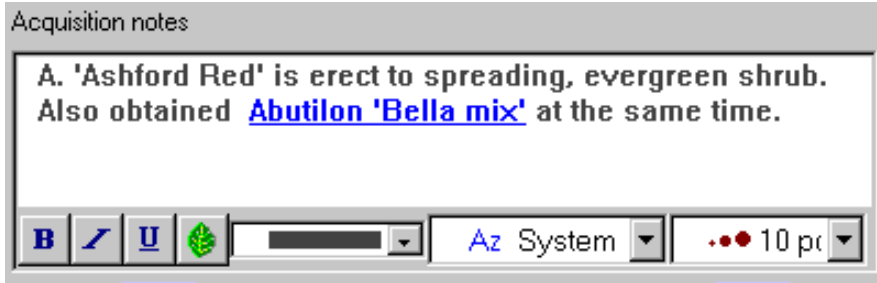 Acquisition notes
A. 'Ashford Red' is erect to spreading, evergreen shrub.
Also obtained Abutilon 'Bella mix' at the same time.
B I U Az System 10 po